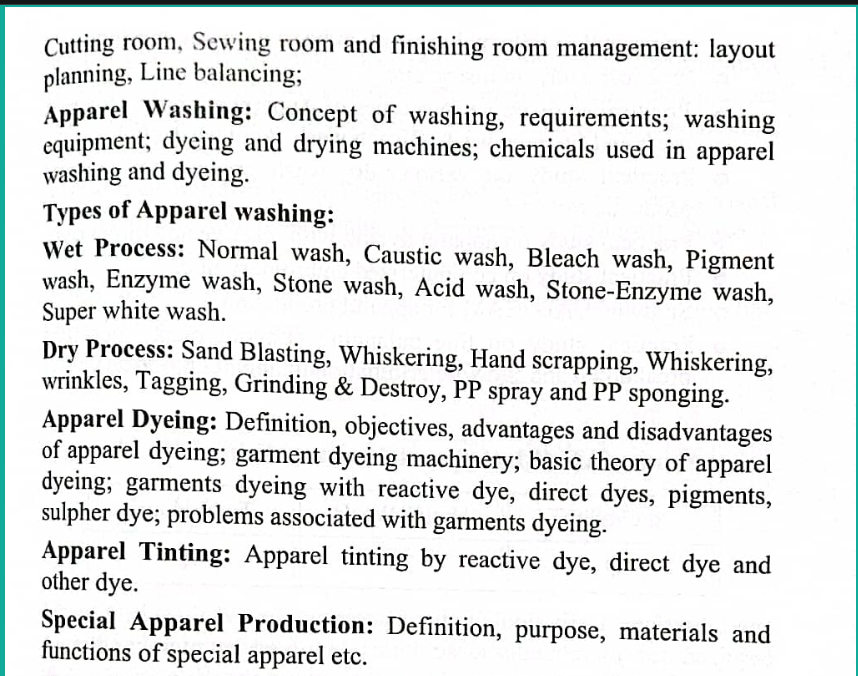 Cutting room, Sewing room and finishing room management: layout
planning, Line balancing;
Apparel Washing: Concept of washing, requirements; washing
equipment; dyeing and drying machines; chemicals used in apparel
washing and dyeing.
Types of Apparel washing:
Wet Process: Normal wash, Caustic wash, Bleach wash, Pigment
wash, Enzyme wash, Stone wash, Acid wash, Stone-Enzyme wash,
Super white wash.
Dry Process: Sand Blasting, Whiskering, Hand scrapping, Whiskering,
wrinkles, Tagging, Grinding & Destroy, PP spray and PP sponging.
Apparel Dyeing: Definition, objectives, advantages and disadvantages
of apparel dyeing; garment dyeing machinery; basic theory of apparel
dyeing; garments dyeing with reactive dye, direct dyes, pigments,
sulpher dye; problems associated with garments dyeing.
Apparel Tinting: Apparel tinting by reactive dye, direct dye and
other dye.
Special Apparel Production: Definition, purpose, materials and
functions of special apparel etc.